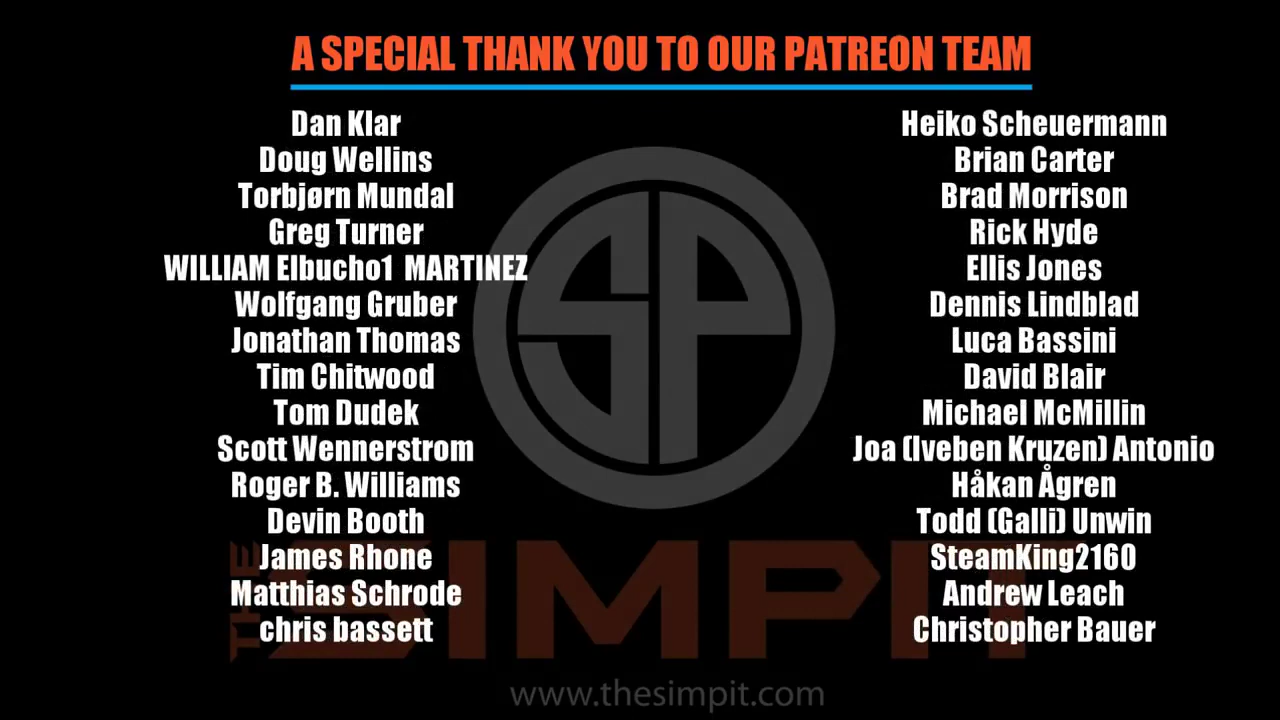 A SPECIAL THANK YOU TO OUR PATREON TEAM
Dan Klar
Doug Wellins
Torbjørn Mundal
Greg Turner
WILLIAM Elbucho1 MARTINEZ
Wolfgang Gruber
Jonathan Thomas
Tim Chitwood
Tom Dudek
Scott Wennerstrom
Roger B. Williams
Devin Booth
James Rhone
Matthias Schrode
chris bassett
Heiko Scheuermann
Brian Carter
Brad Morrison
Rick Hyde
Ellis Jones
Dennis Lindblad
Luca Bassini
David Blair
Michael McMillin
Joa (Iveben Kruzen) Antonio
Håkan Ågren
Todd (Galli) Unwin
SteamKing2160
Andrew Leach
Christopher Bauer
SP
THE SIMPIT
www.thesimpit.com